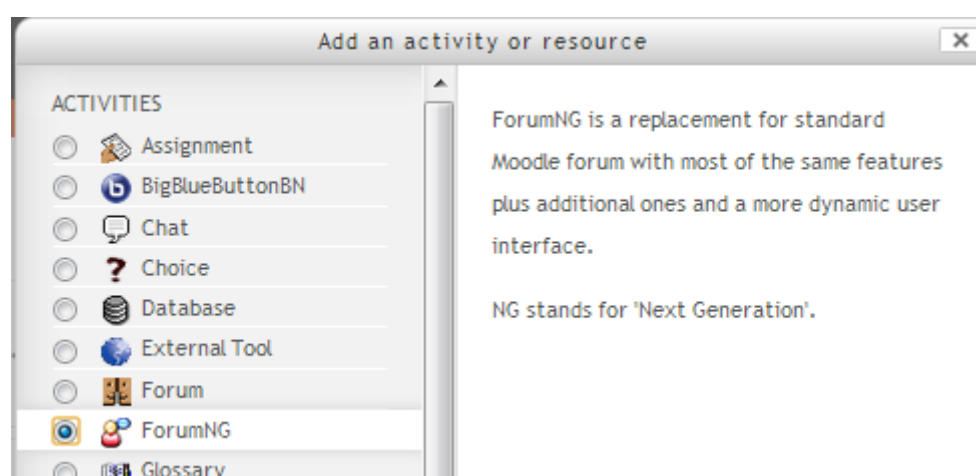 Add an activity or resource
ACTIVITIES
Assignment
BigBlueButtonBN
Chat
Choice
Database
External Tool
Forum
ForumNG
Glossary
ForumNG is a replacement for standard
Moodle forum with most of the same features
plus additional ones and a more dynamic user
interface.
NG stands for 'Next Generation'.